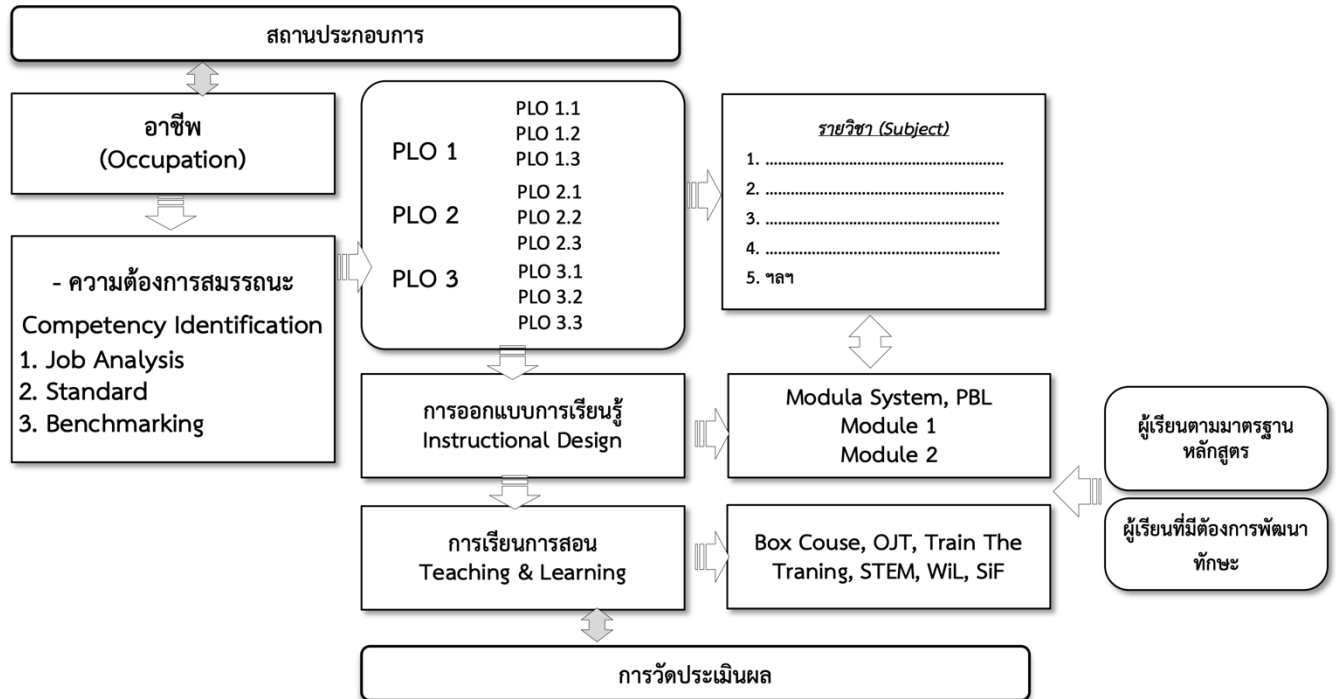 สถานประกอบการ
อาชีพ
(Occupation)
- ความต้องการสมรรถนะ
Competency Identification
1. Job Analysis
2. Standard
3. Benchmarking
PLO 1
PLO 1.1
PLO 1.2
PLO 1.3
PLO 2
PLO 2.1
PLO 2.2
PLO 2.3
PLO 3
PLO 3.1
PLO 3.2
PLO 3.3
รายวิชา (Subject)
1. ......................................................
2. ......................................................
3. .....................................................
4. .....................................................
5. ฯลฯ
การออกแบบการเรียนรู้
Instructional Design
Modula System, PBL
Module 1
Module 2
ผู้เรียนตามมาตรฐาน
หลักสูตร
ผู้เรียนที่มีต้องการพัฒนา
ทักษะ
การเรียนการสอน
Teaching & Learning
Box Couse, OJT, Train The
Traning, STEM, WiL, SiF
การวัดประเมินผล